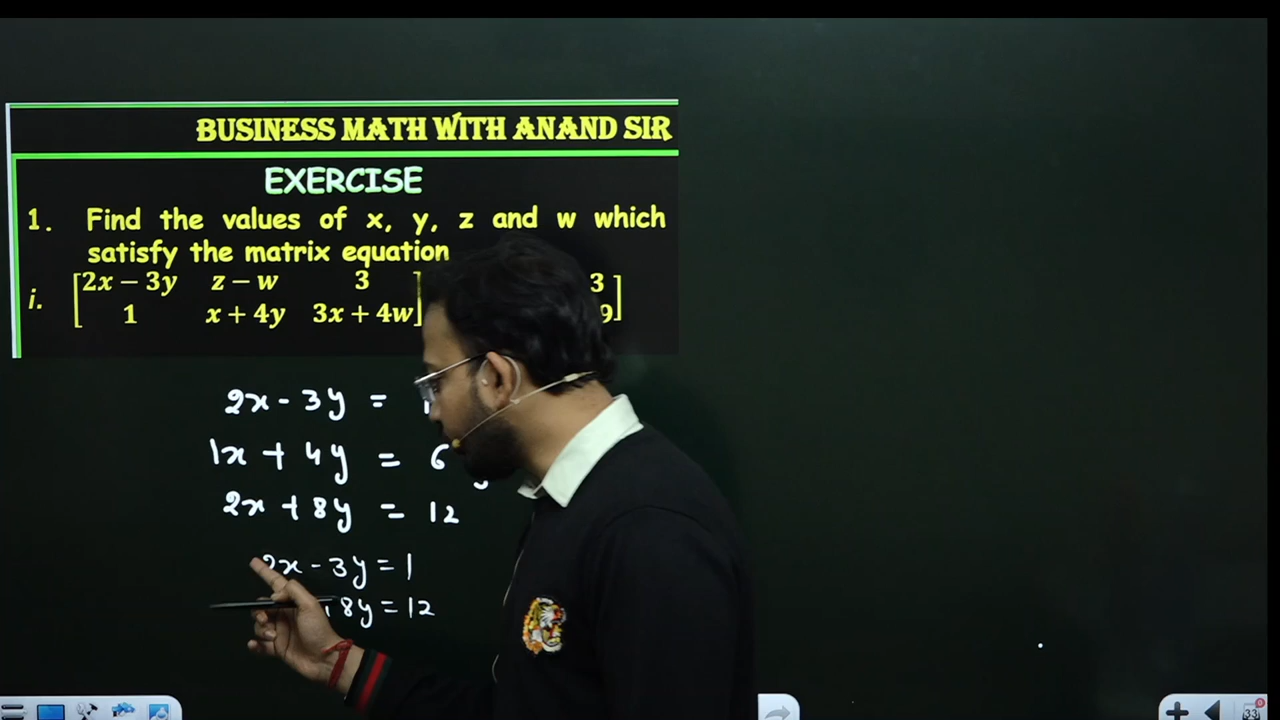 BUSINESS MATH WITH ANAND SIR
EXERCISE
1. Find the values of x, y, z and w which
satisfy the matrix equation
i. [2x − 3y z − w 3 3]
1 x + 4y 3x + 4w] 9]
2x - 3y =
1x + 4y = 6
2x + 8y = 12
2x - 3y = 1
8y = 12
33